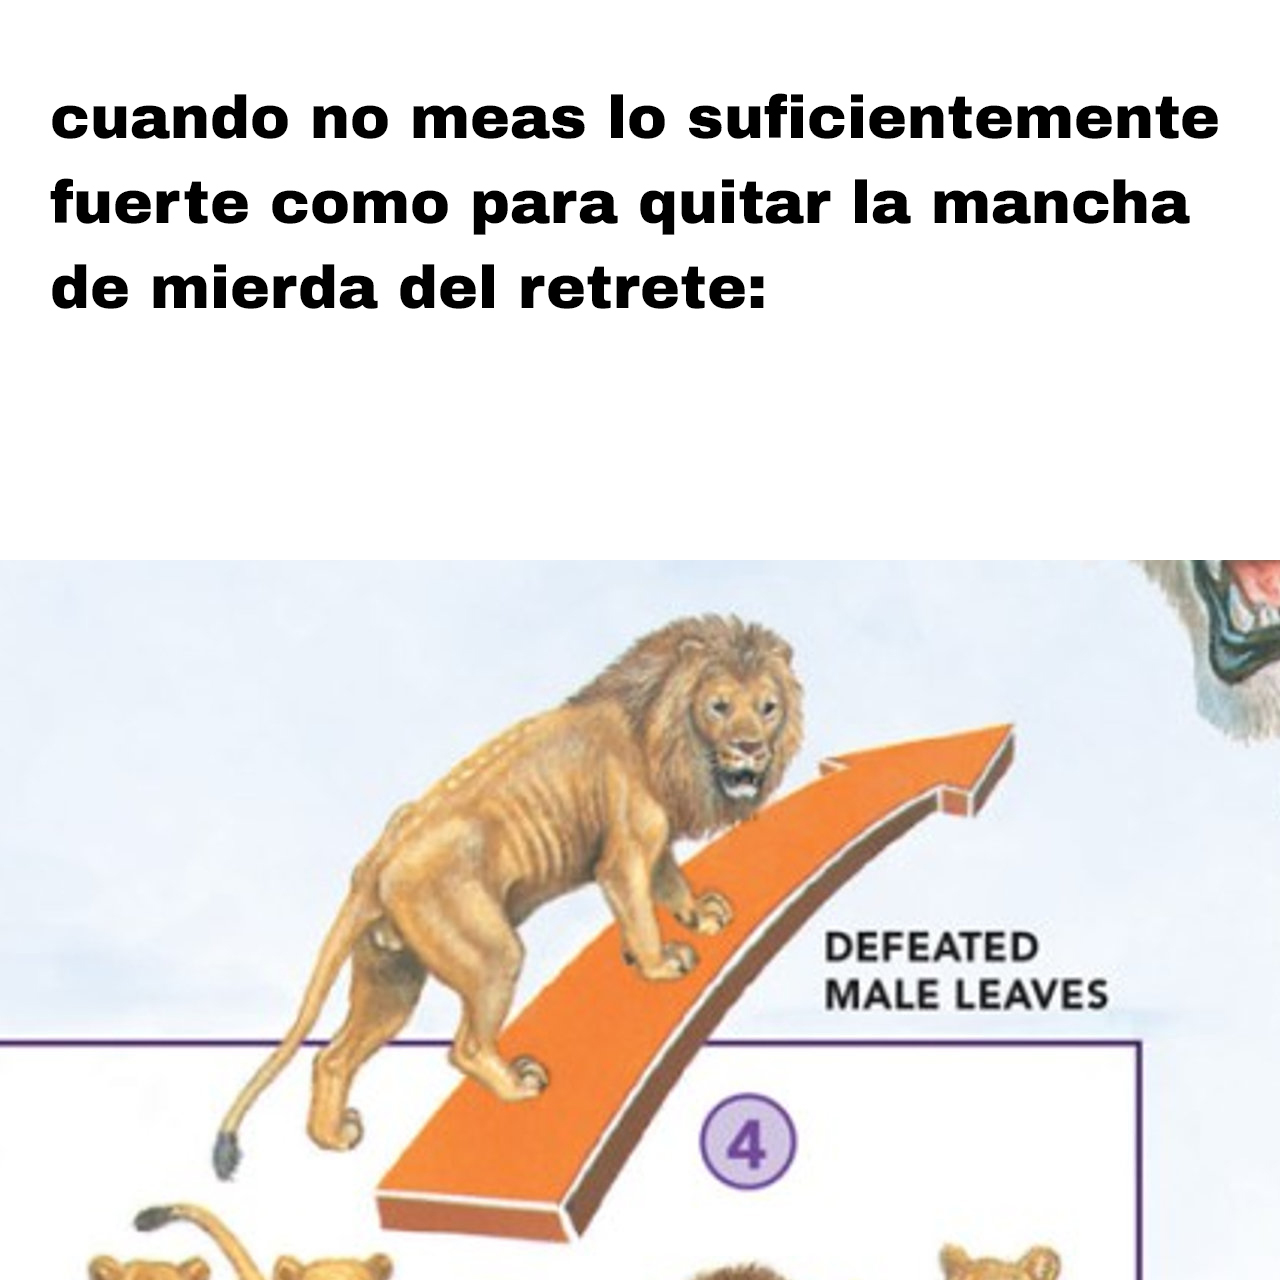 cuando no meas lo suficientemente
fuerte como para quitar la mancha
de mierda del retrete:
DEFEATED
MALE LEAVES
4